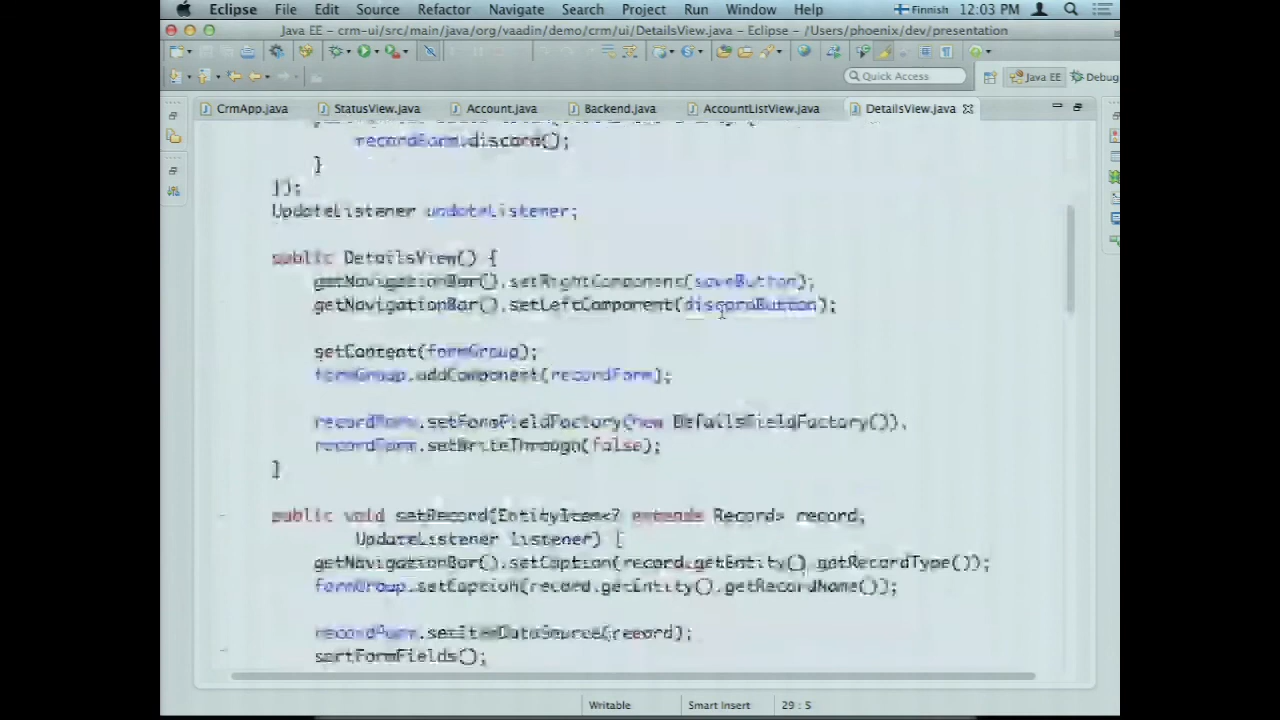 Eclipse File Edit Source Refactor Navigate Search Project Run Window Help Finnish 12:03 PM
Java EE - crm-ui/src/main/java/org/vaadin/demo/crm/ui/DetailsView.java - Eclipse - /Users/phoenix/dev/presentation
Quick Access Java EE Debug
CrmApp.java StatusView.java Account.java Backend.java AccountListView.java DetailsView.java
recordForm.discard();
}
});
UpdateListener updateListener;
public DetailsView() {
getNavigationBar().setRightComponent(saveButton);
getNavigationBar().setLeftComponent(discardButton);
setContent(formGroup);
formGroup.addComponent(recordForm);
recordForm.setFormFieldFactory(new DetailsFieldFactory());
recordForm.setWriteThrough(false);
}
public void setRecord(EntityItem<? extends Record> record,
UpdateListener listener) {
getNavigationBar().setCaption(record.getEntity().getRecordType());
formGroup.setCaption(record.getEntity().getRecordName());
recordForm.setItemDataSource(record);
sortFormFields();
Writable Smart Insert 29 : 5